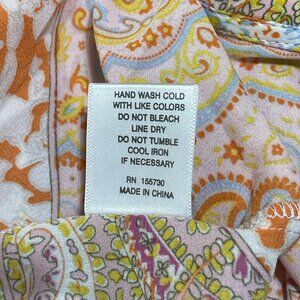 HAND WASH COLD
WITH LIKE COLORS
DO NOT BLEACH
LINE DRY
DO NOT TUMBLE
COOL IRON
IF NECESSARY
RN 155730
MADE IN CHINA